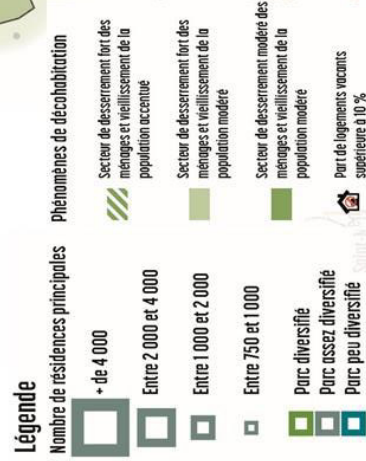 Légende
Nombre de résidences principales
+ de 4 000
Entre 2 000 et 4 000
Entre 1 000 et 2 000
Entre 750 et 1 000
Parc diversifié
Parc assez diversifié
Parc peu diversifié
Phénomènes de décohabitation
Secteur de desserrement fort des
ménages et vieillissement de la
population accentué
Secteur de desserrement fort des
ménages et vieillissement de la
population modéré
Secteur de desserrement modéré des
ménages et vieillissement de la
population modéré
Part de logements vacants
supérieure à 10 %